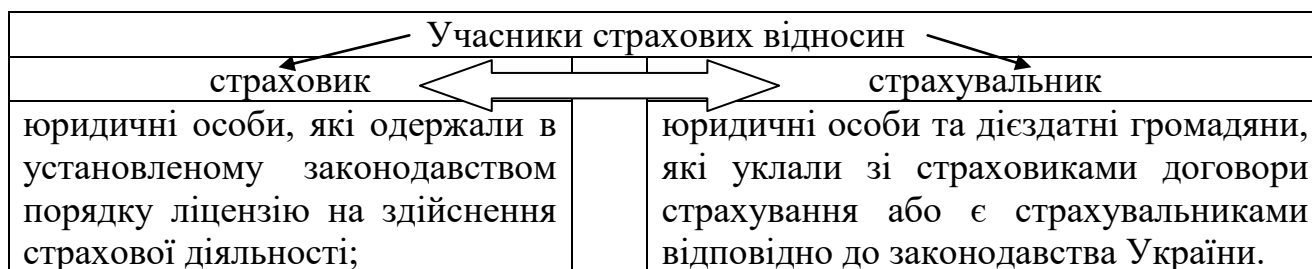 Учасники страхових відносин
страховик
страхувальник
юридичні особи, які одержали в
установленому законодавством
порядку ліцензію на здійснення
страхової діяльності;
юридичні особи та дієздатні громадяни,
які уклали зі страховиками договори
страхування або є страхувальниками
відповідно до законодавства України.